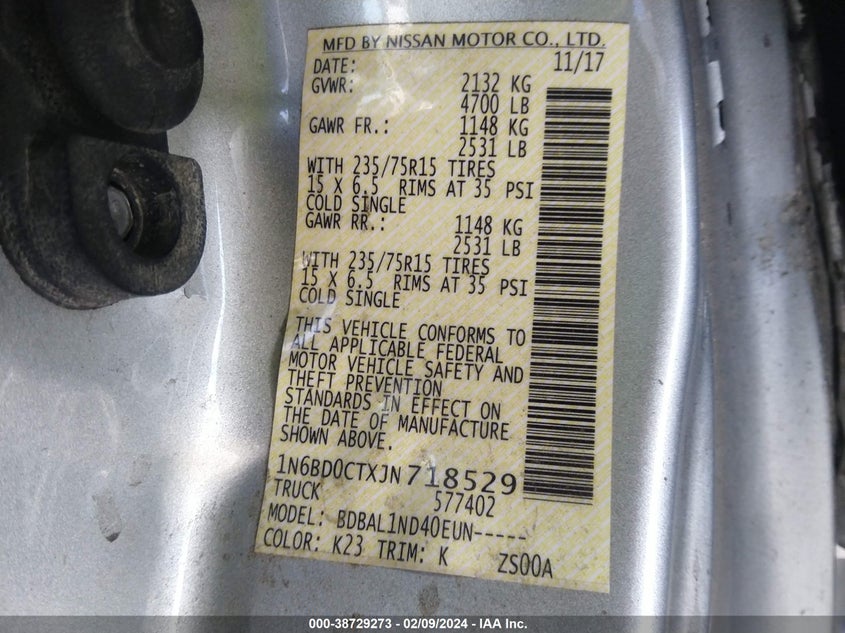 MFD BY NISSAN MOTOR CO., LTD.
DATE: 11/17
GVWR: 2132 KG
4700 LB
GAWR FR.: 1148 KG
2531 LB
WITH 235/75R15 TIRES
15 X 6.5 RIMS AT 35 PSI
COLD SINGLE
GAWR RR.: 1148 KG
2531 LB
WITH 235/75R15 TIRES
15 X 6.5 RIMS AT 35 PSI
COLD SINGLE
THIS VEHICLE CONFORMS TO
ALL APPLICABLE FEDERAL
MOTOR VEHICLE SAFETY AND
THEFT PREVENTION
STANDARDS IN EFFECT ON
THE DATE OF MANUFACTURE
SHOWN ABOVE.
1N6BD0CTXJN718529
TRUCK 577402
MODEL: BDBAL1ND40EUN-----
COLOR: K23 TRIM: K ZS00A
000-38729273 - 02/09/2024 - IAA Inc.